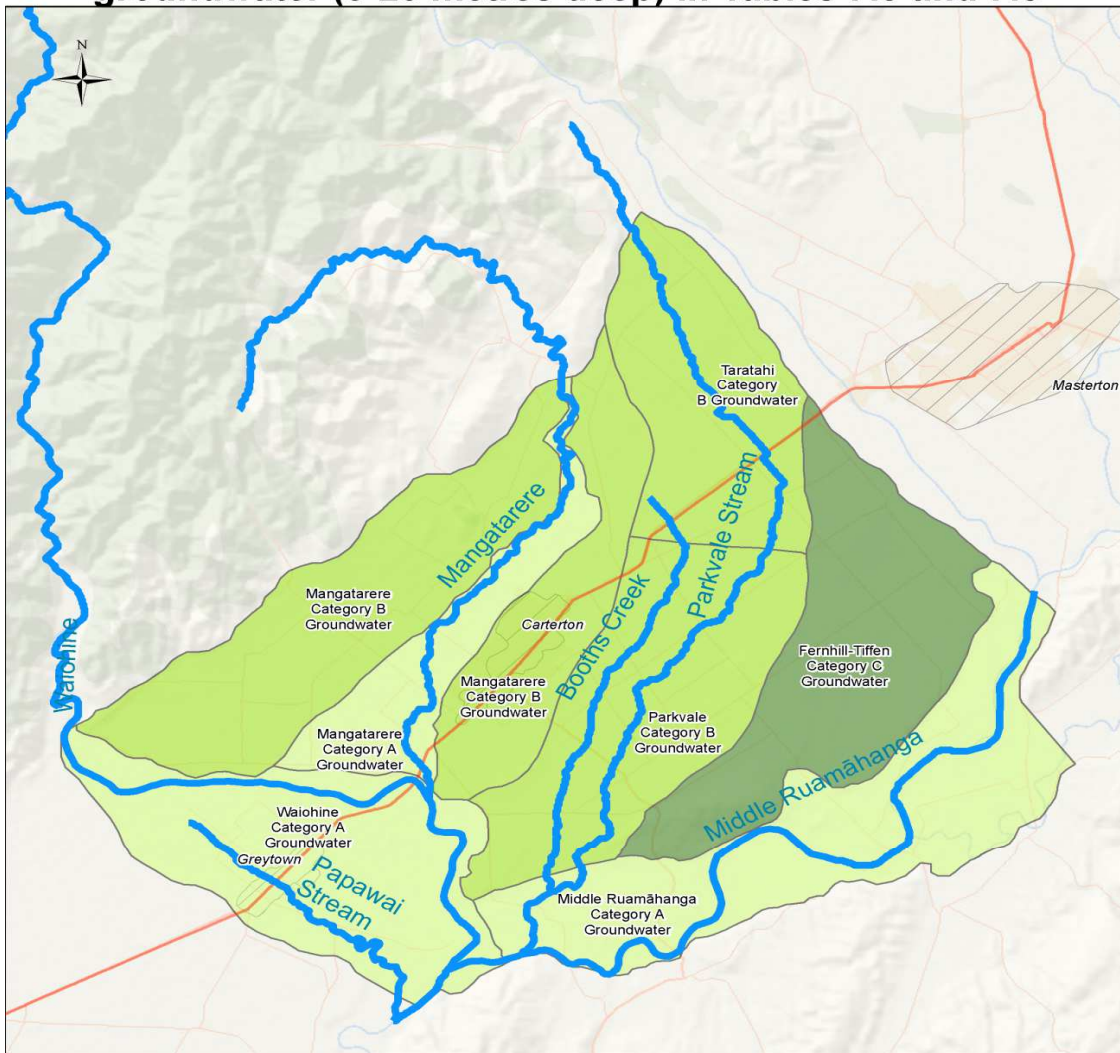 N
Taratahi
Category
B Groundwater
Masterton
Mangatarere
Parkvale Stream
Mangatarere
Category B
Groundwater
Booths Creek
Carterton
Waiohine
Fernhill-Tiffen
Category C
Groundwater
Mangatarere
Category B
Groundwater
Parkvale
Category B
Groundwater
Mangatarere
Category A
Groundwater
Middle Ruamāhanga
Waiohine
Category A
Groundwater
Greytown
Papawai
Stream
Middle Ruamāhanga
Category A
Groundwater